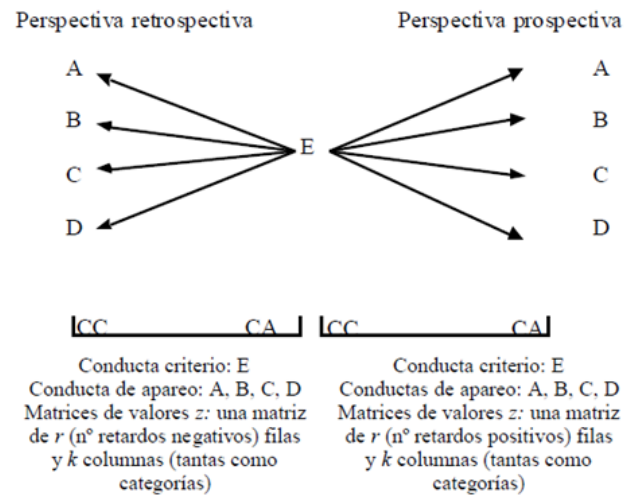 Perspectiva retrospectiva
Perspectiva prospectiva
A
B
C
D
E
A
B
C
D
CC
CA
CC
CA
Conducta criterio: E
Conducta de apareo: A, B, C, D
Matrices de valores z: una matriz
de r (nº retardos negativos) filas
y k columnas (tantas como
categorías)
Conducta criterio: E
Conductas de apareo: A, B, C, D
Matrices de valores z: una matriz
de r (nº retardos positivos) filas
y k columnas (tantas como
categorías)